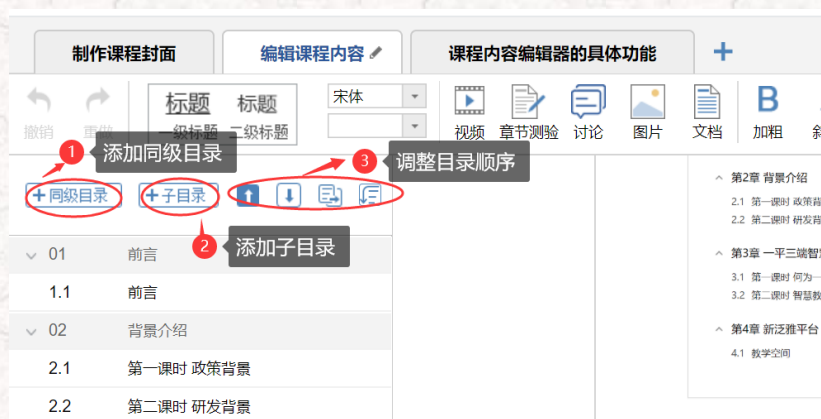 制作课程封面 编辑课程内容 课程内容编辑器的具体功能
标题 标题 宋体
撤销 重做 一级标题 二级标题 视频 章节测验 讨论 图片 文档 B 加粗
1 添加同级目录 3 调整目录顺序
+同级目录 +子目录
2 添加子目录
01 前言
1.1 前言
02 背景介绍
2.1 第一课时 政策背景
2.2 第二课时 研发背景
第2章 背景介绍
2.1 第一课时 政策背
2.2 第二课时 研发背
第3章 一平三端智
3.1 第一课时 何为一
3.2 第二课时 智慧教
第4章 新泛雅平台
4.1 教学空间